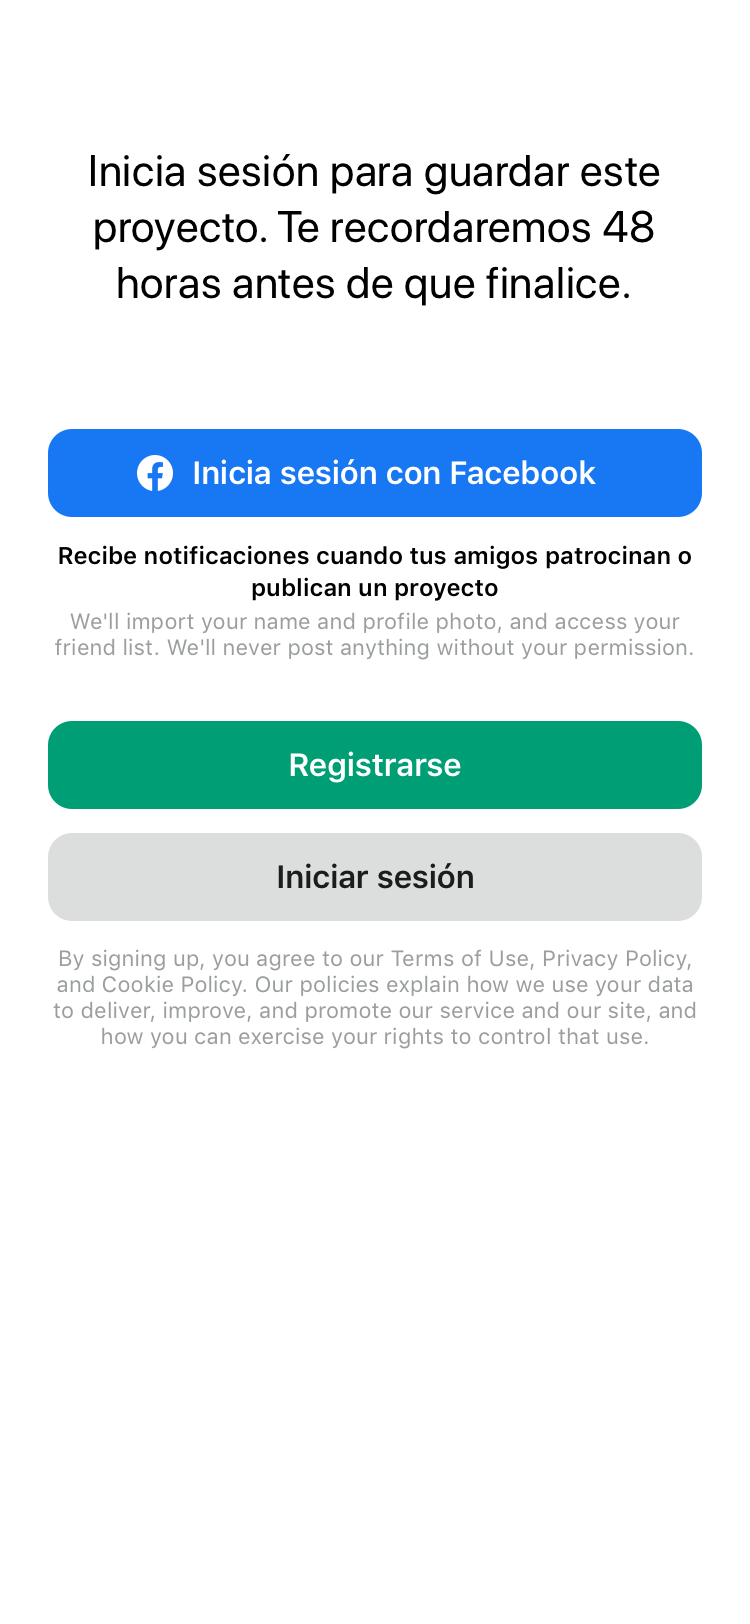 Inicia sesión para guardar este
proyecto. Te recordaremos 48
horas antes de que finalice.
Inicia sesión con Facebook
Recibe notificaciones cuando tus amigos patrocinan o
publican un proyecto
We'll import your name and profile photo, and access your
friend list. We'll never post anything without your permission.
Registrarse
Iniciar sesión
By signing up, you agree to our Terms of Use, Privacy Policy,
and Cookie Policy. Our policies explain how we use your data
to deliver, improve, and promote our service and our site, and
how you can exercise your rights to control that use.